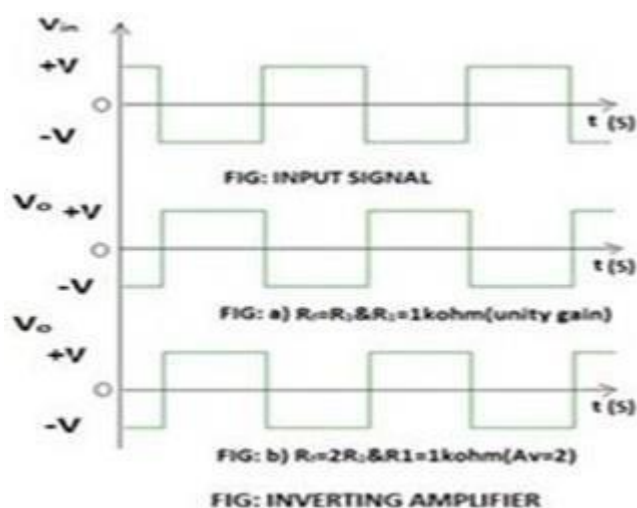 Vin
+V
O
-V
t (S)
FIG: INPUT SIGNAL
Vo +V
O
-V
t (S)
FIG: a) Rf=R1&R1=1kohm(unity gain)
Vo
+V
O
-V
t (S)
FIG: b) Rf=2R1&R1=1kohm(Av=2)
FIG: INVERTING AMPLIFIER